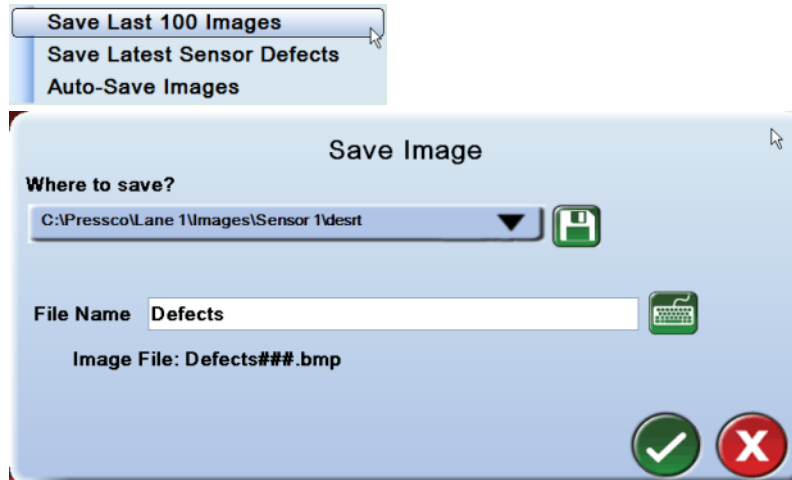 Save Last 100 Images
Save Latest Sensor Defects
Auto-Save Images
Save Image
Where to save?
C:\Pressco\Lane 1\Images\Sensor 1\desrt
File Name Defects
Image File: Defects###.bmp